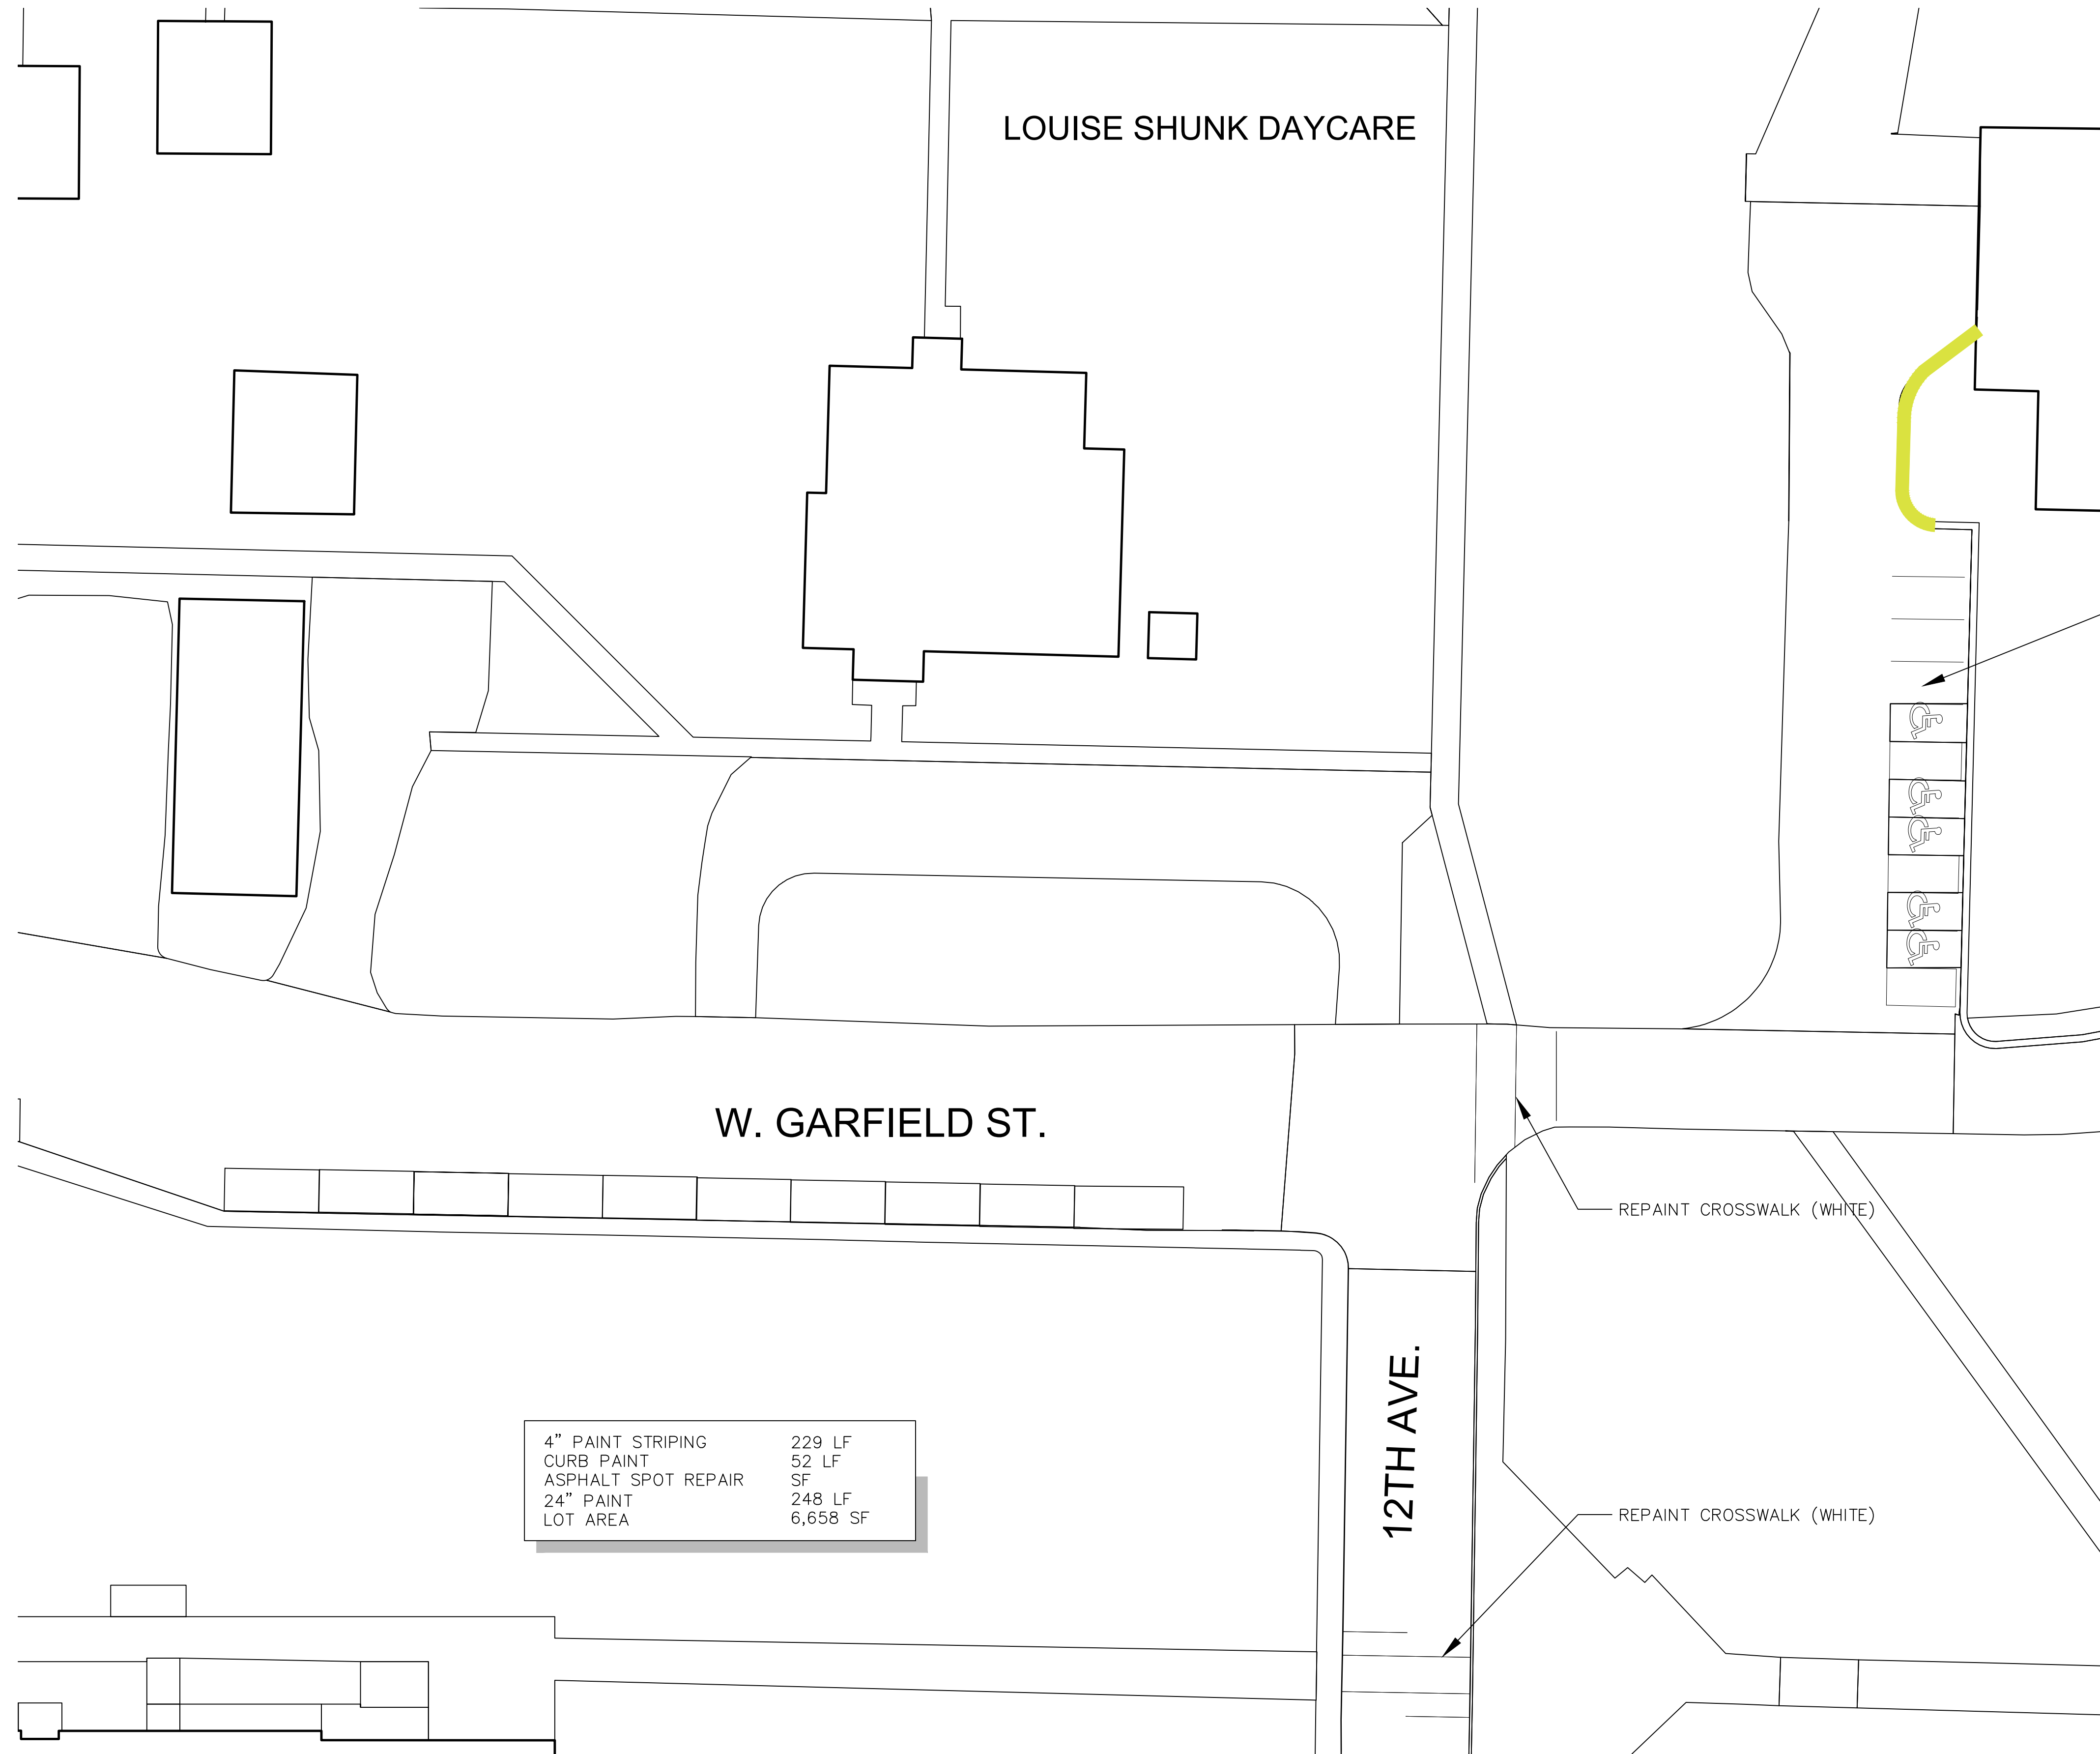 LOUISE SHUNK DAYCARE
W. GARFIELD ST.
REPAINT CROSSWALK (WHITE)
12TH AVE.
4” PAINT STRIPING 229 LF
CURB PAINT 52 LF
ASPHALT SPOT REPAIR SF
24” PAINT 248 LF
LOT AREA 6,658 SF
REPAINT CROSSWALK (WHITE)